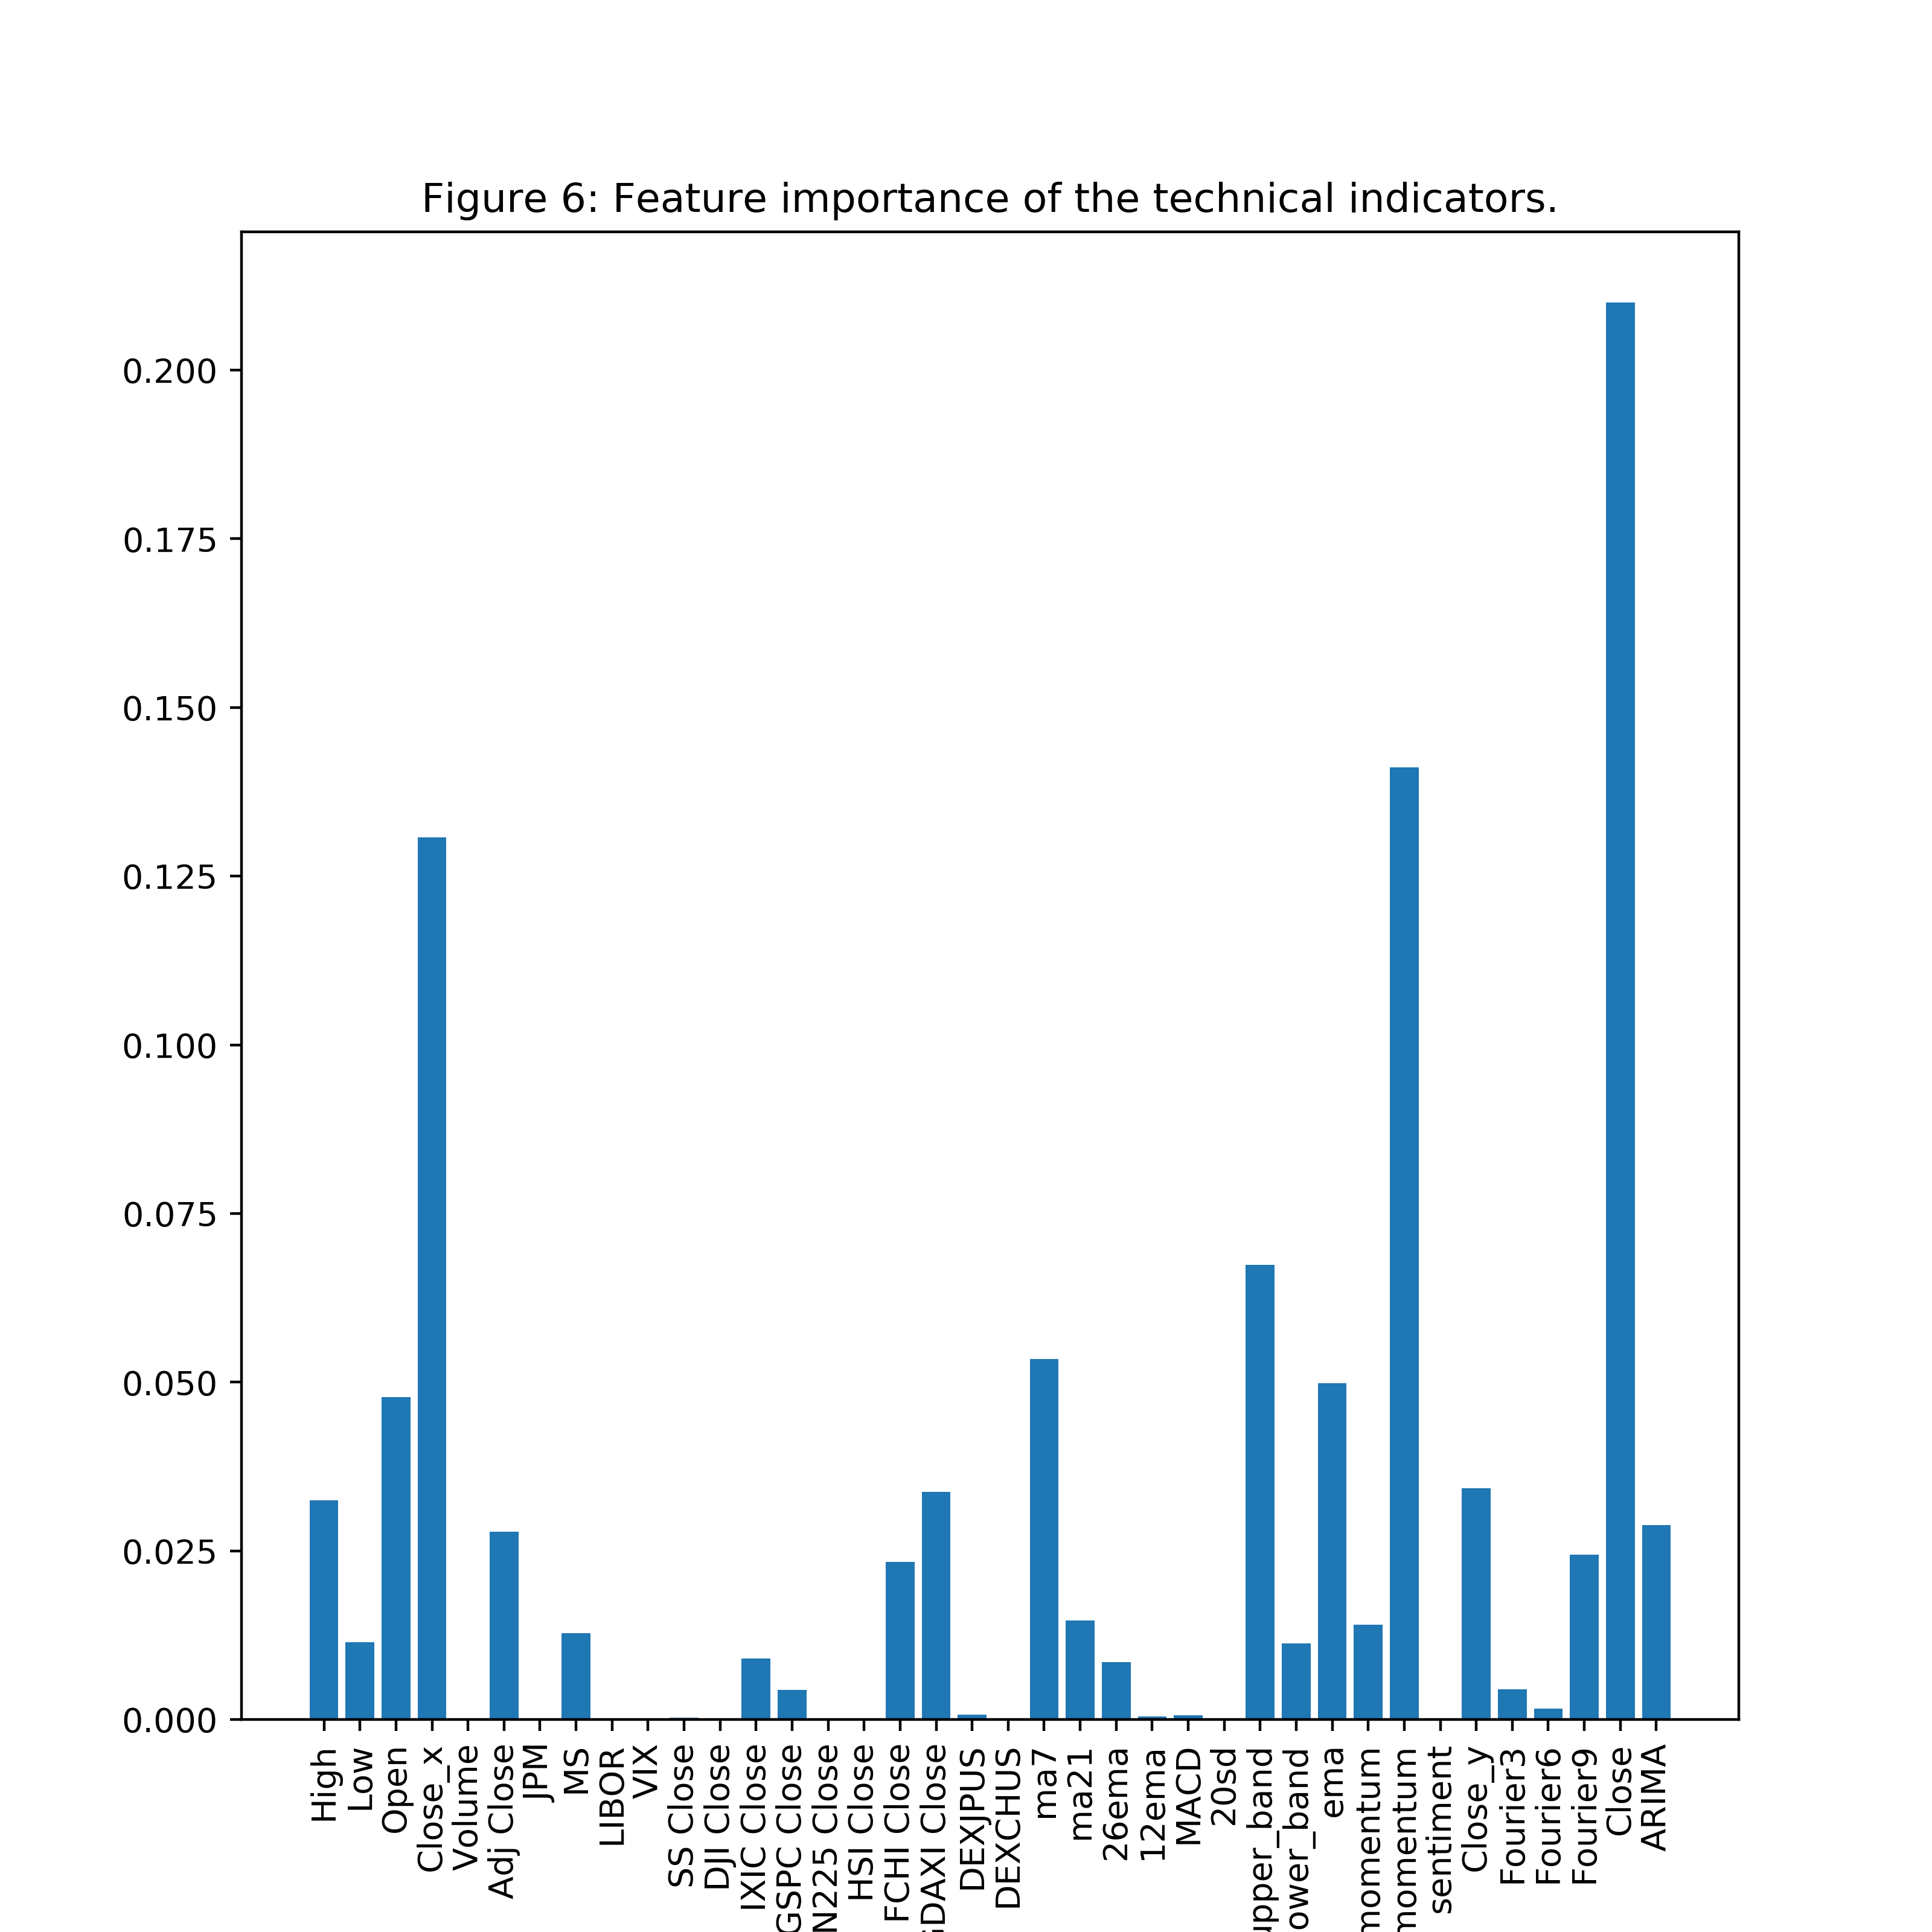 Figure 6: Feature importance of the technical indicators.
0.200
0.175
0.150
0.125
0.100
0.075
0.050
0.025
0.000
High
Low
Open
Close_x
Volume
Adj Close
JPM
MS
LIBOR
VIX
SS Close
DJI Close
IXIC Close
GSPC Close
N225 Close
HSI Close
FCHI Close
GDAXI Close
DEXJPUS
DEXCHUS
ma7
ma21
26ema
12ema
MACD
20sd
upper_band
ower_band
ema
momentum
momentum
sentiment
Close_y
Fourier3
Fourier6
Fourier9
Close
ARIMA